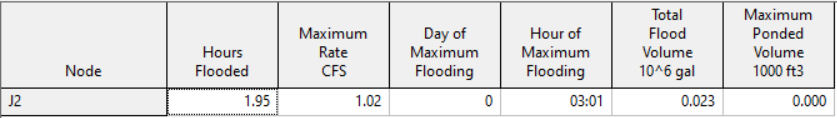 Node
Hours
Flooded
Maximum
Rate
CFS
Day of
Maximum
Flooding
Hour of
Maximum
Flooding
Total
Flood
Volume
10^6 gal
Maximum
Ponded
Volume
1000 ft3
J2 1.95 1.02 0 03:01 0.023 0.000